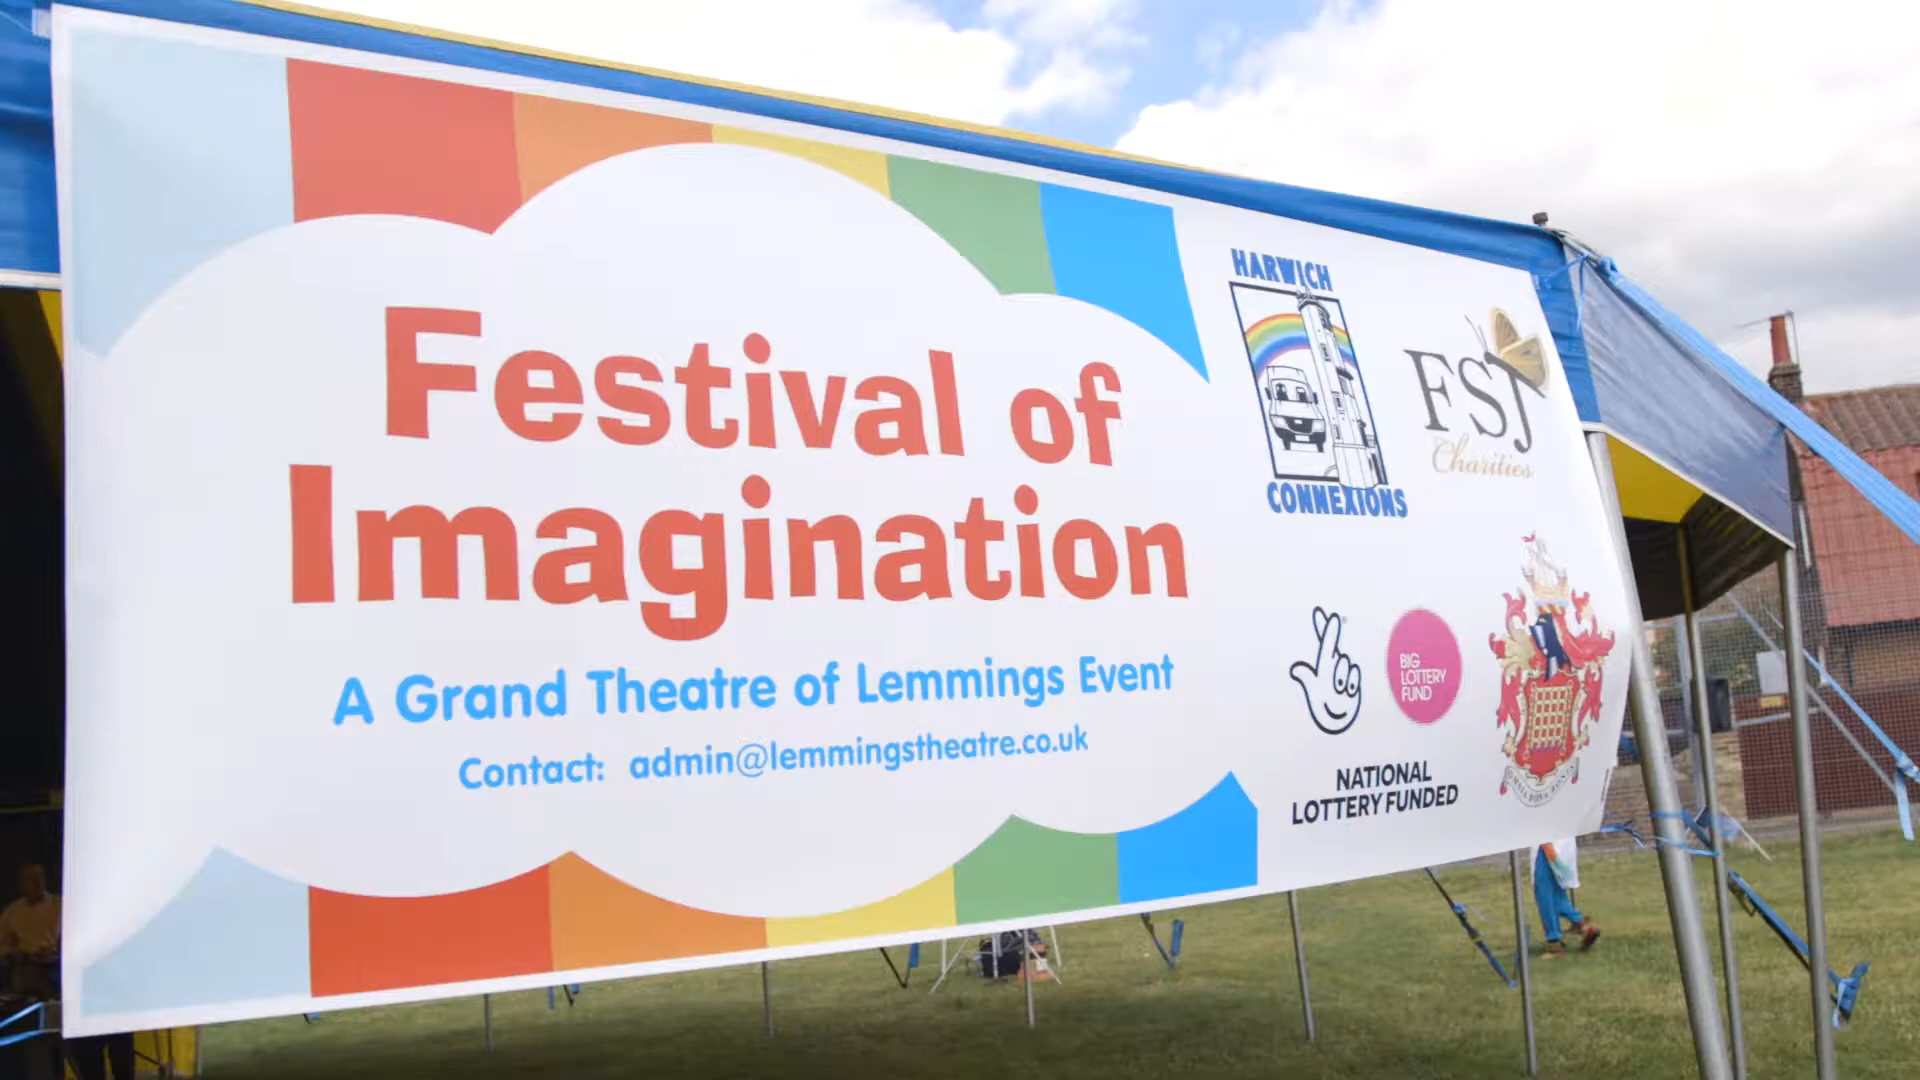 Festival of
Imagination
A Grand Theatre of Lemmings Event
Contact: admin@lemmingstheatre.co.uk
HARWICH
CONNEXIONS
FSJ
Charities
BIG
LOTTERY
FUND
NATIONAL
LOTTERY FUNDED